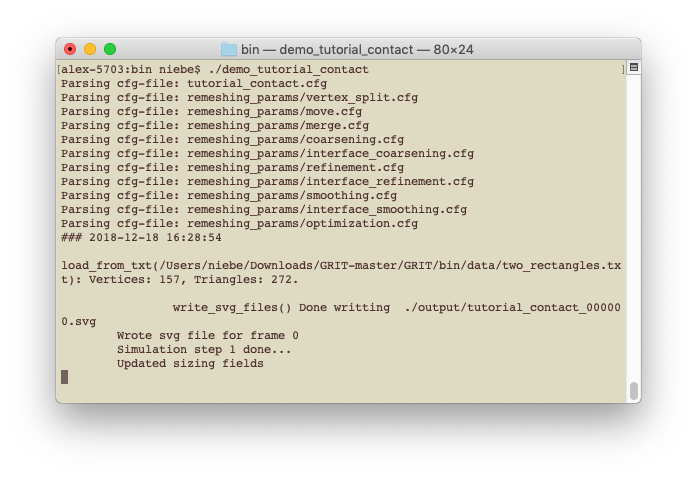 bin — demo_tutorial_contact — 80×24
[alex-5703:bin niebe$ ./demo_tutorial_contact ]
Parsing cfg-file: tutorial_contact.cfg
Parsing cfg-file: remeshing_params/vertex_split.cfg
Parsing cfg-file: remeshing_params/move.cfg
Parsing cfg-file: remeshing_params/merge.cfg
Parsing cfg-file: remeshing_params/coarsening.cfg
Parsing cfg-file: remeshing_params/interface_coarsening.cfg
Parsing cfg-file: remeshing_params/refinement.cfg
Parsing cfg-file: remeshing_params/interface_refinement.cfg
Parsing cfg-file: remeshing_params/smoothing.cfg
Parsing cfg-file: remeshing_params/interface_smoothing.cfg
Parsing cfg-file: remeshing_params/optimization.cfg
### 2018-12-18 16:28:54
load_from_txt(/Users/niebe/Downloads/GRIT-master/GRIT/bin/data/two_rectangles.tx
t): Vertices: 157, Triangles: 272.
write_svg_files() Done writting ./output/tutorial_contact_00000
0.svg
Wrote svg file for frame 0
Simulation step 1 done...
Updated sizing fields